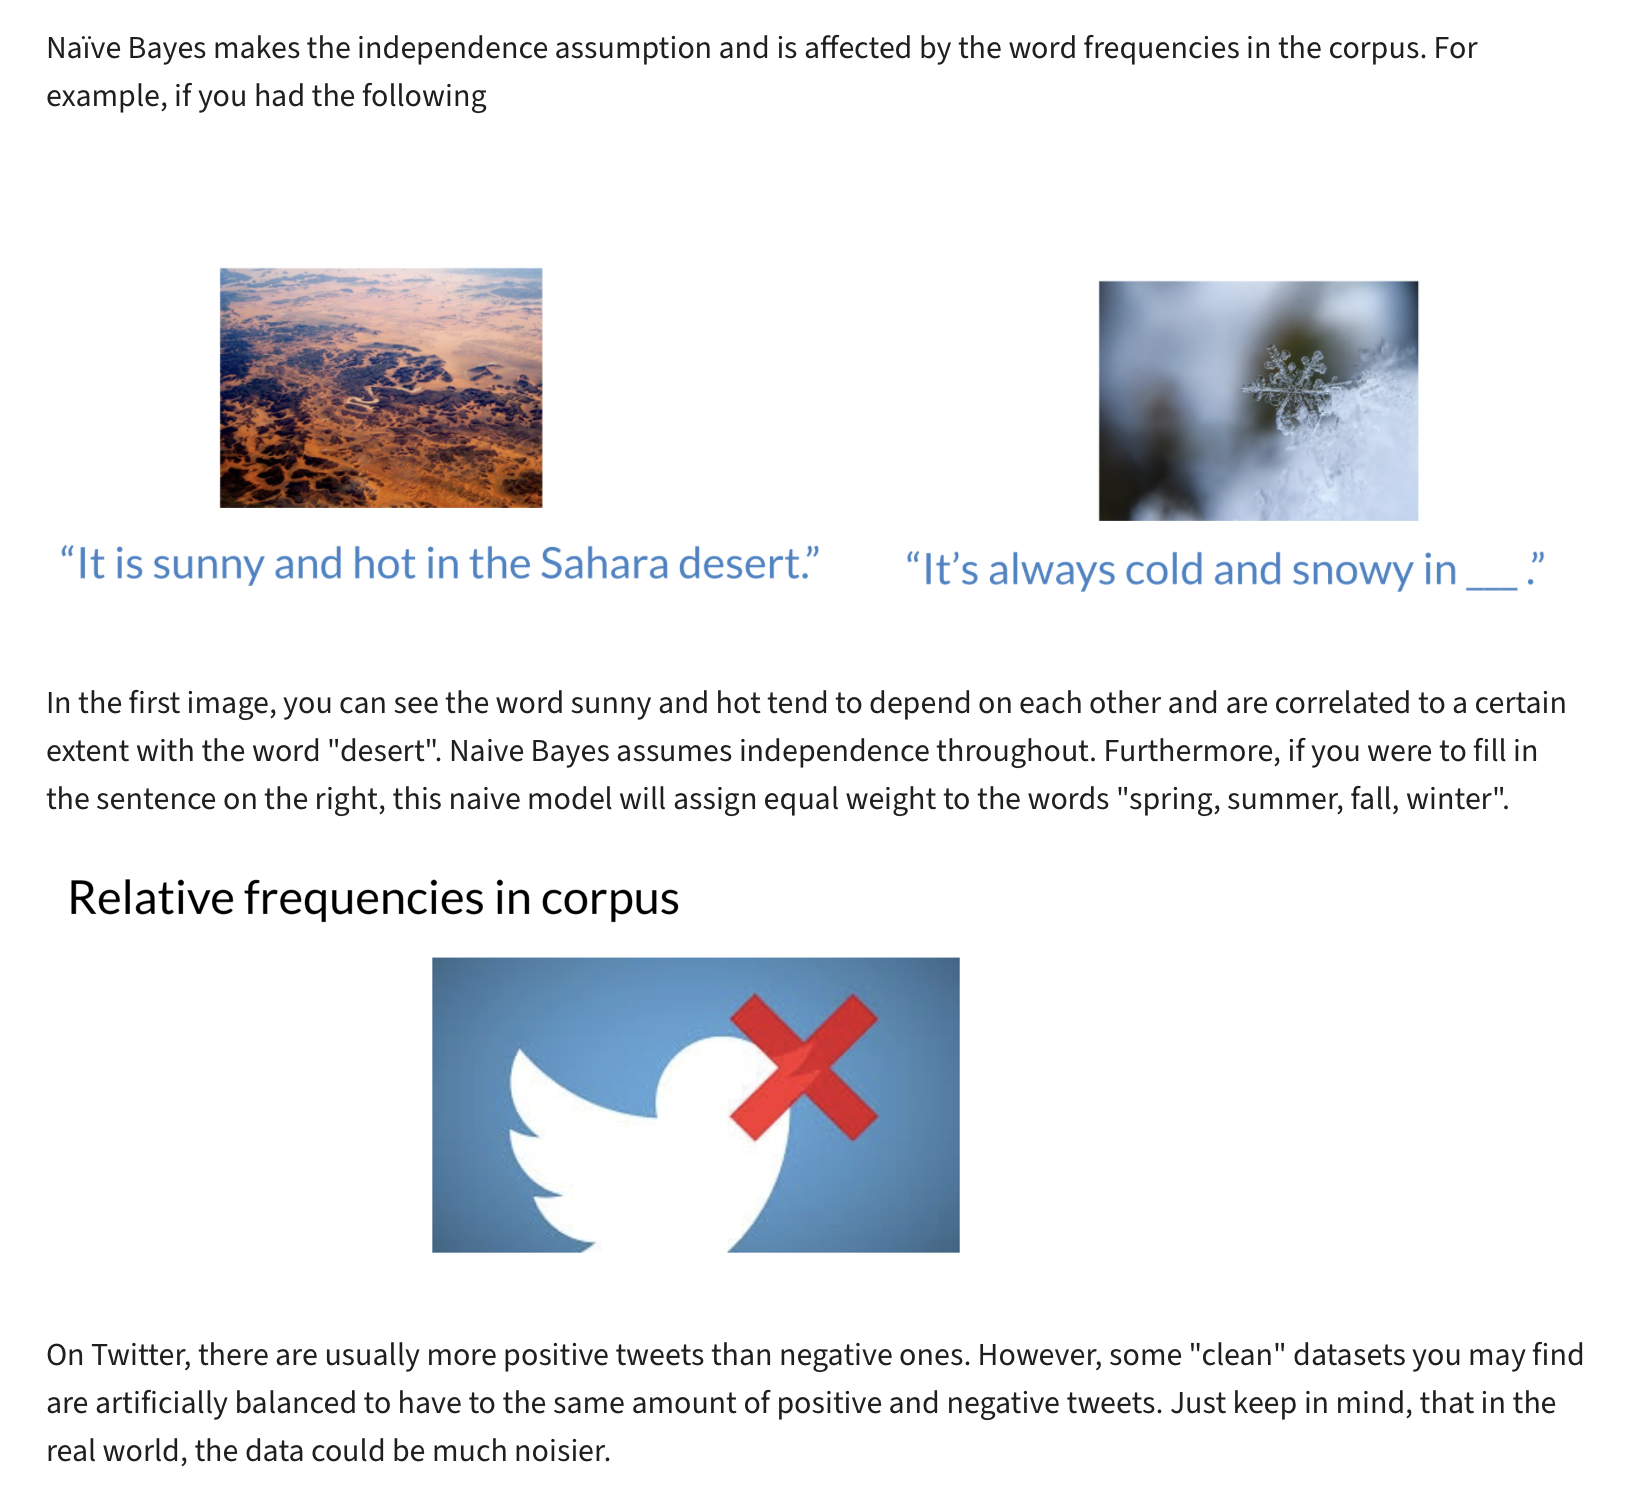 Naïve Bayes makes the independence assumption and is affected by the word frequencies in the corpus. For
example, if you had the following
“It is sunny and hot in the Sahara desert.”
“It’s always cold and snowy in ___ .”
In the first image, you can see the word sunny and hot tend to depend on each other and are correlated to a certain
extent with the word "desert". Naive Bayes assumes independence throughout. Furthermore, if you were to fill in
the sentence on the right, this naive model will assign equal weight to the words "spring, summer, fall, winter".
Relative frequencies in corpus
On Twitter, there are usually more positive tweets than negative ones. However, some "clean" datasets you may find
are artificially balanced to have to the same amount of positive and negative tweets. Just keep in mind, that in the
real world, the data could be much noisier.